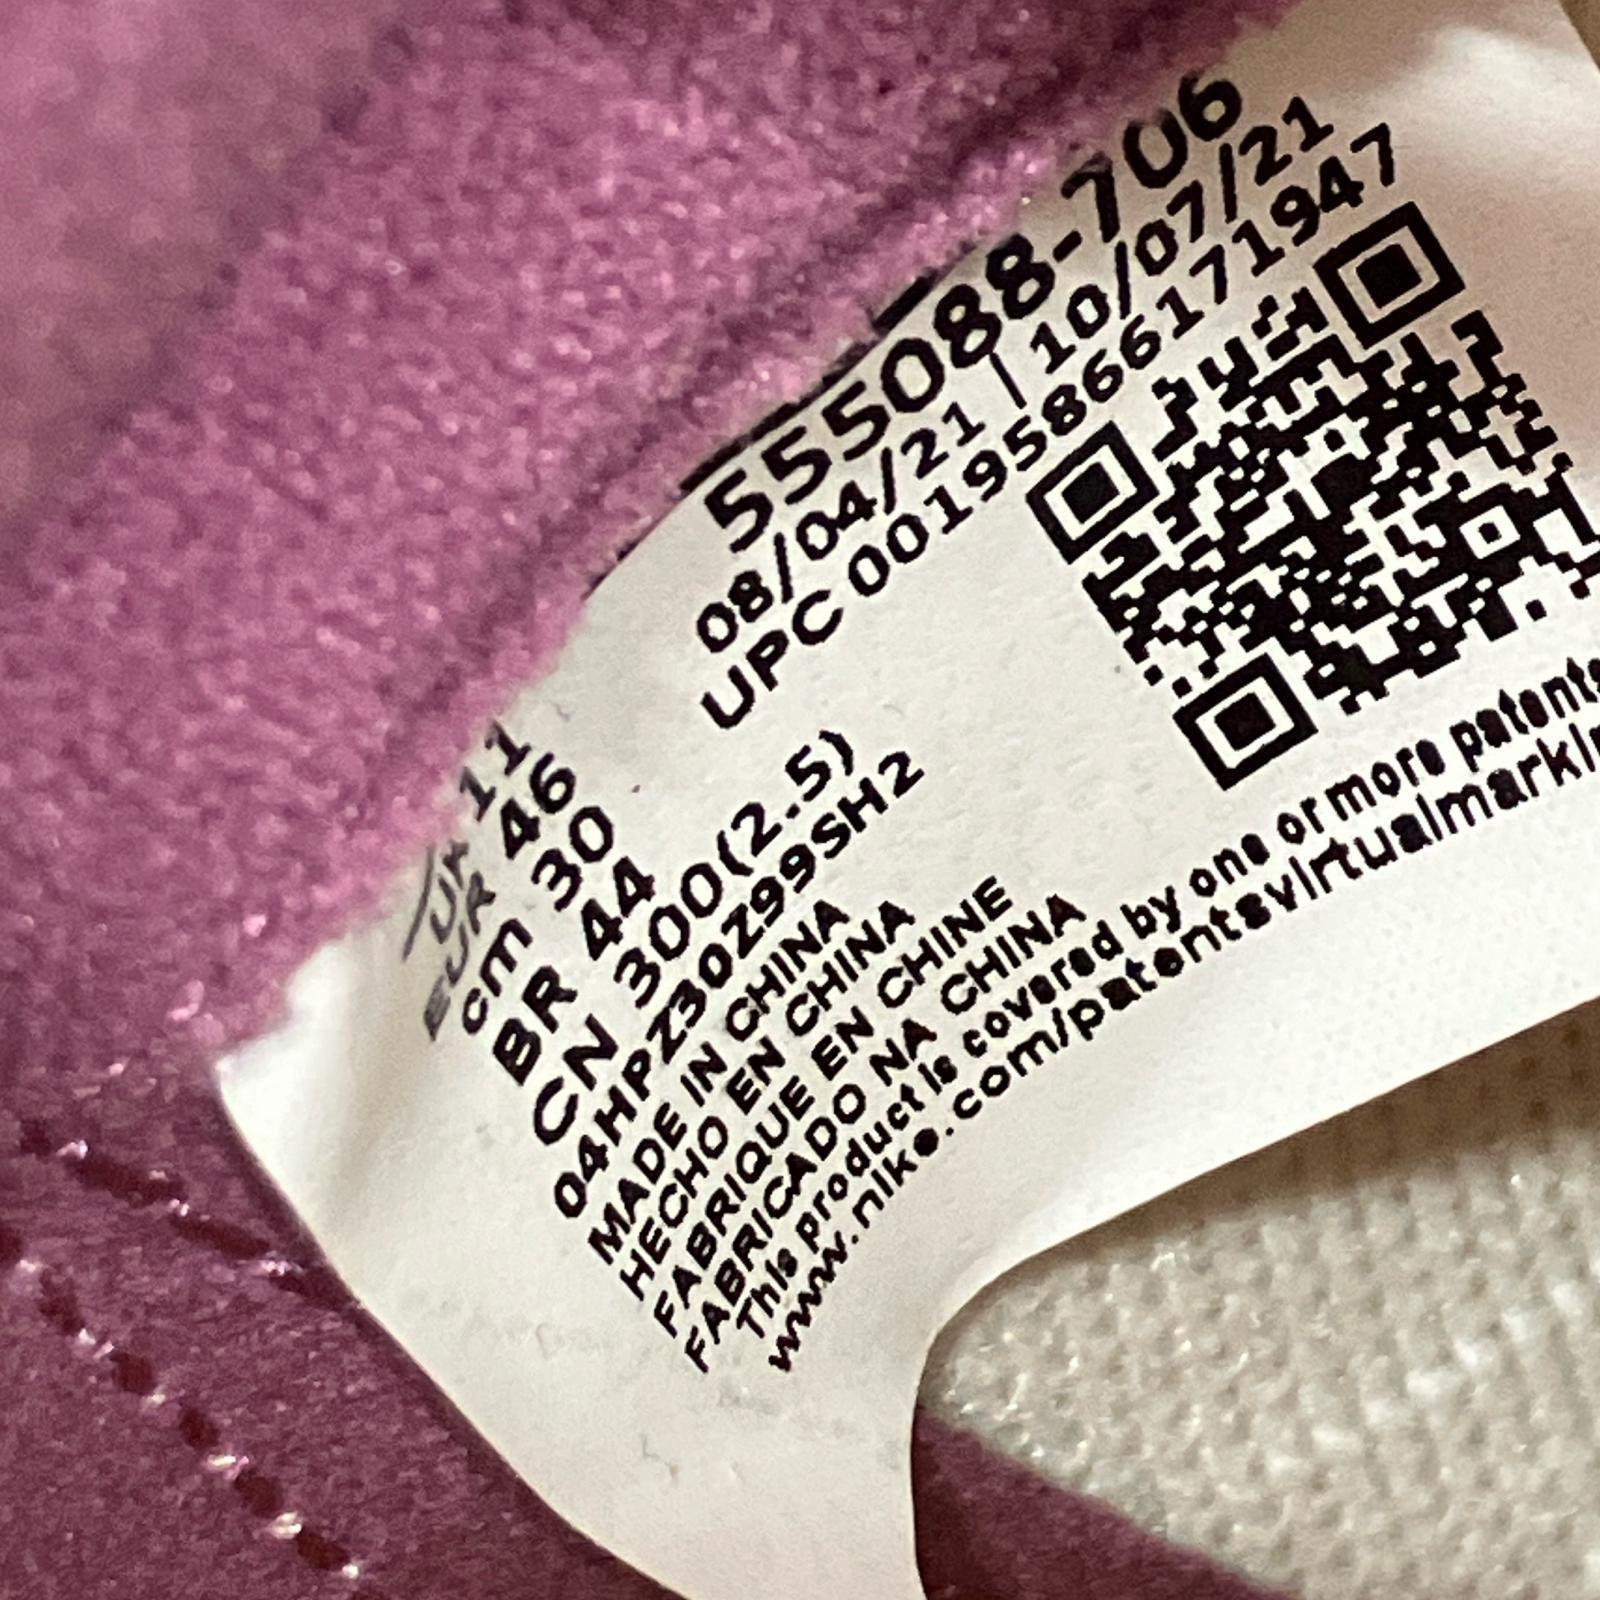 UK 11
EUR 46
cm 30
BR 44
CN 300(2.5)
04HPZ30Z99SH2
MADE IN CHINA
HECHO EN CHINA
FABRIQUE EN CHINE
FABRICADO NA CHINA
This product is covered by one or more patents
www.nike.com/patentsvirtualmarkin
555088-706
08/04/21 | 10/07/21
UPC 00195866171947